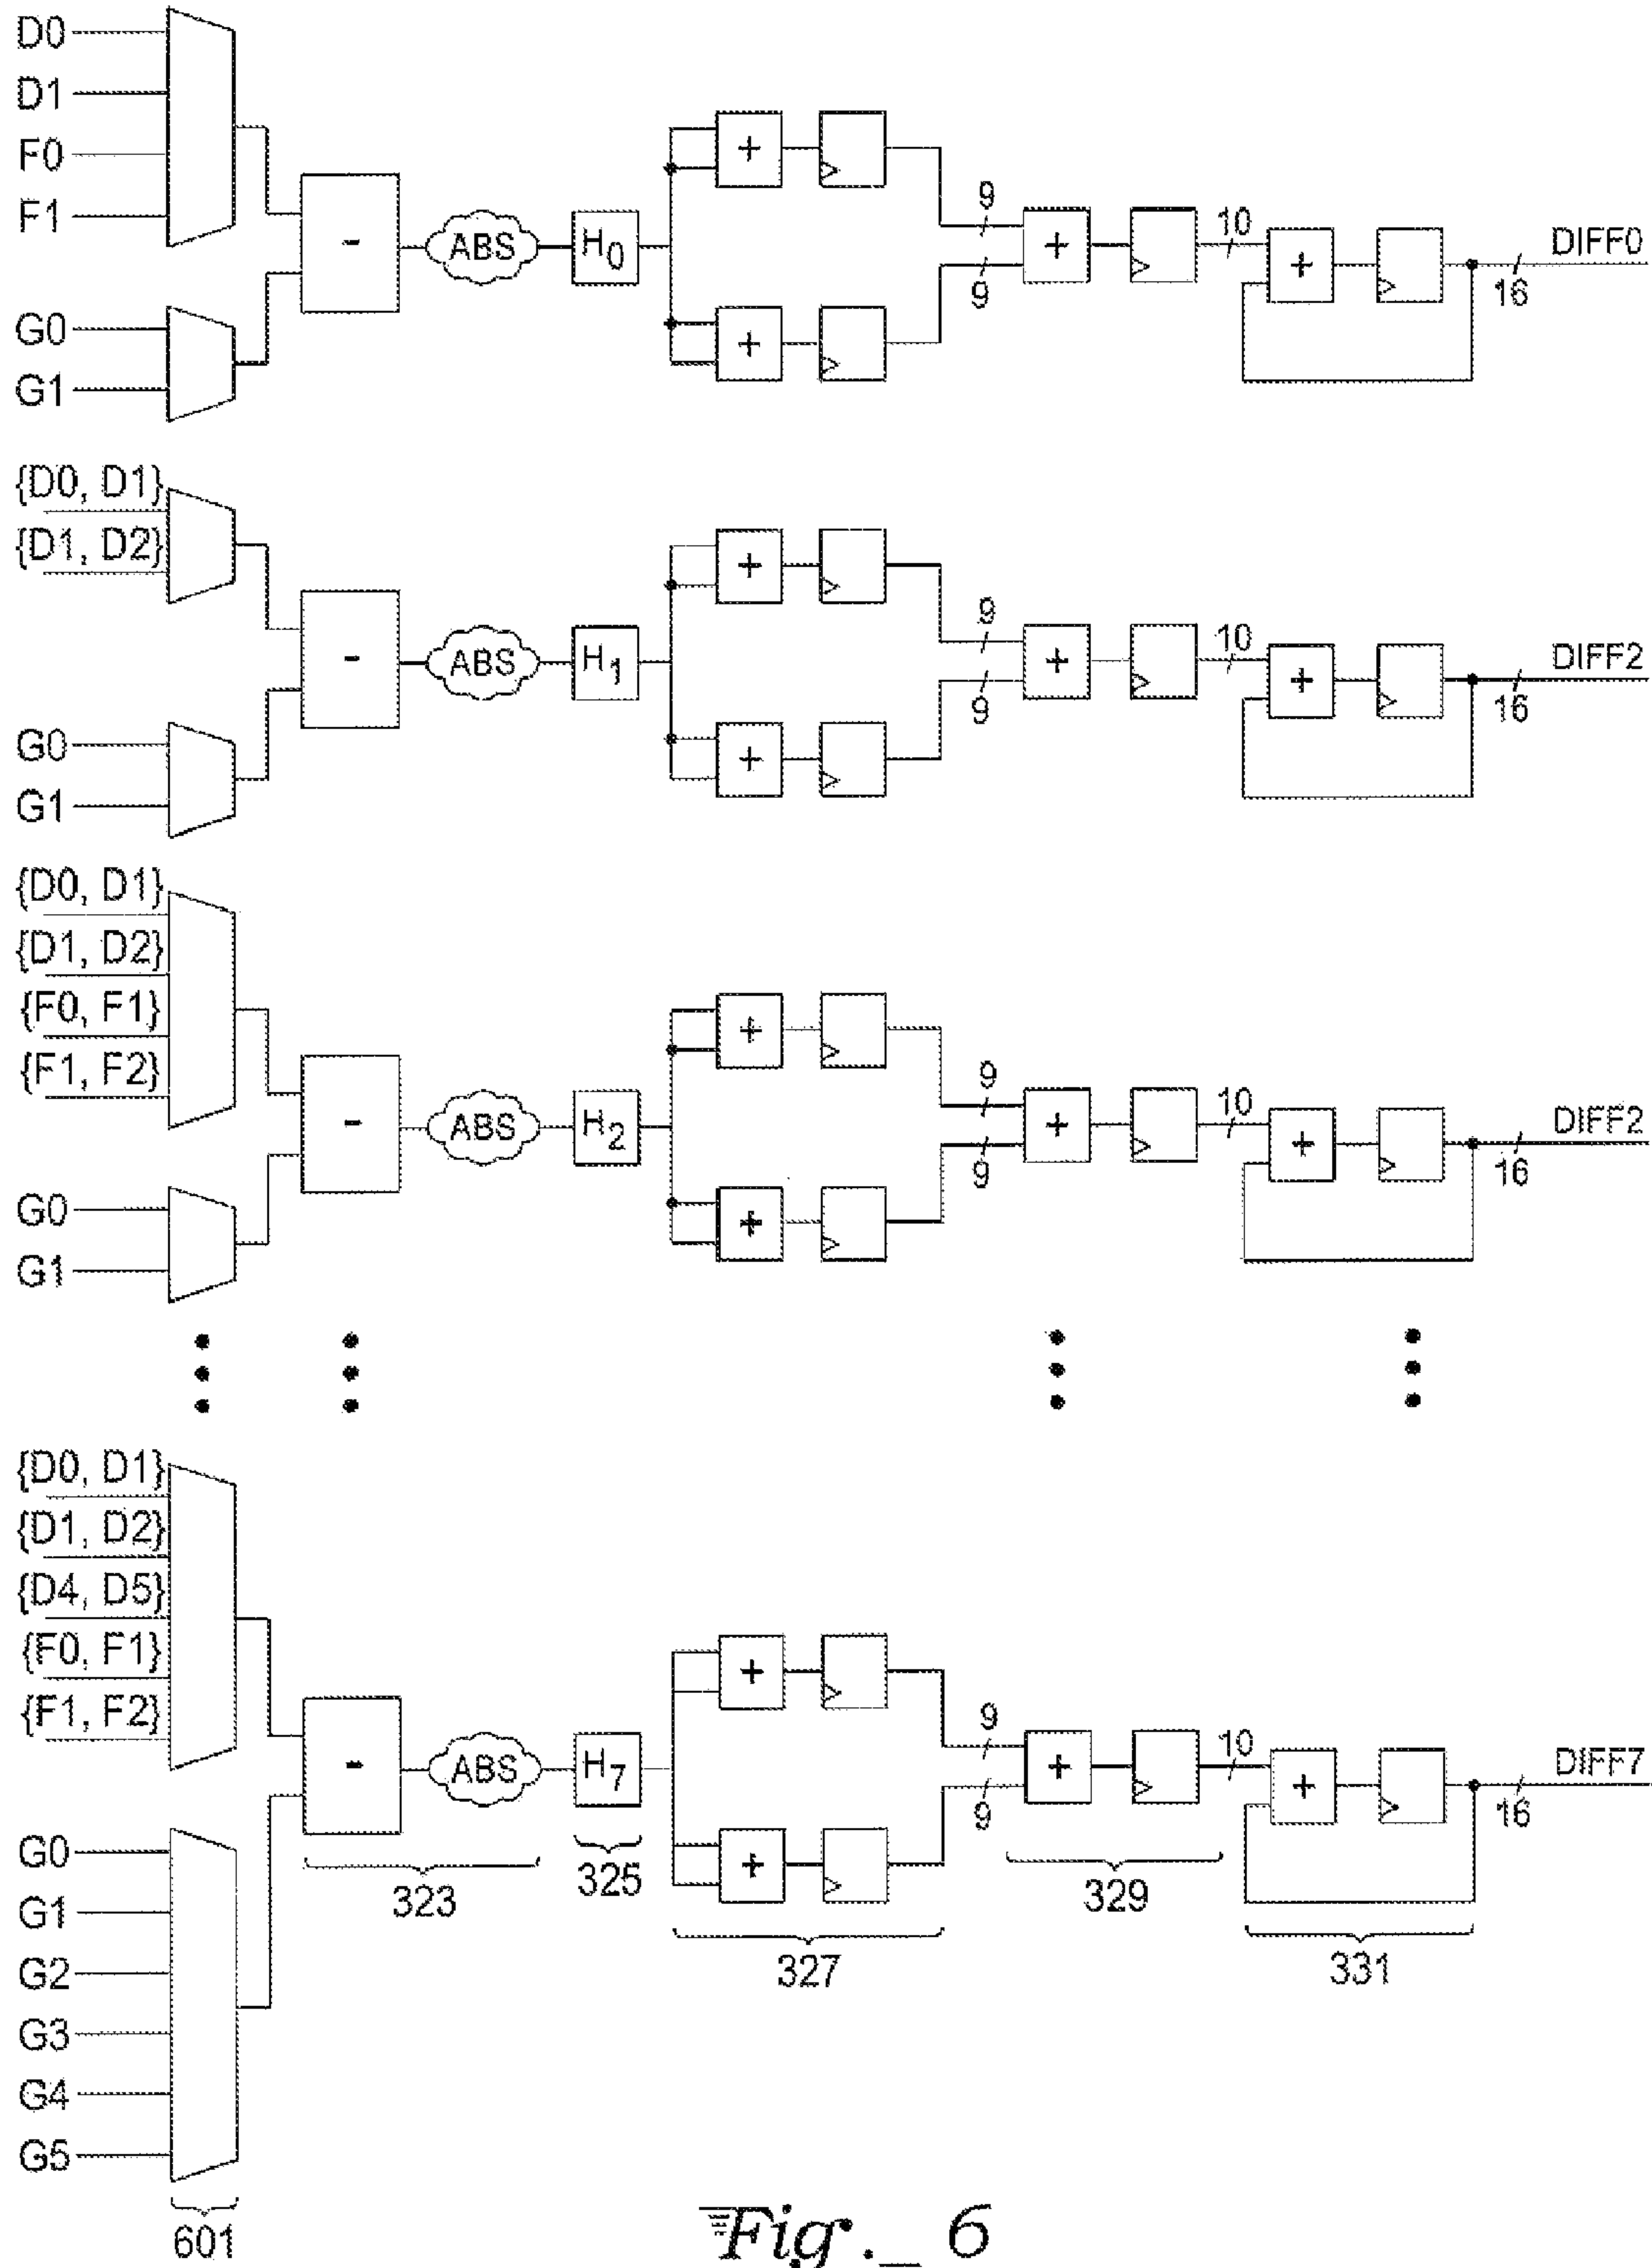 D0
D1
F0
F1
G0
G1
-
ABS
H0
+
+
9
9
+
10
+
16
DIFF0
{D0, D1}
{D1, D2}
G0
G1
-
ABS
H1
+
+
9
9
+
10
+
16
DIFF2
{D0, D1}
{D1, D2}
{F0, F1}
{F1, F2}
G0
G1
-
ABS
H2
+
+
9
9
+
10
+
16
DIFF2
{D0, D1}
{D1, D2}
{D4, D5}
{F0, F1}
{F1, F2}
G0
G1
G2
G3
G4
G5
-
ABS
H7
+
+
9
9
+
10
+
16
DIFF7
323
325
327
329
331
601
Fig._ 6